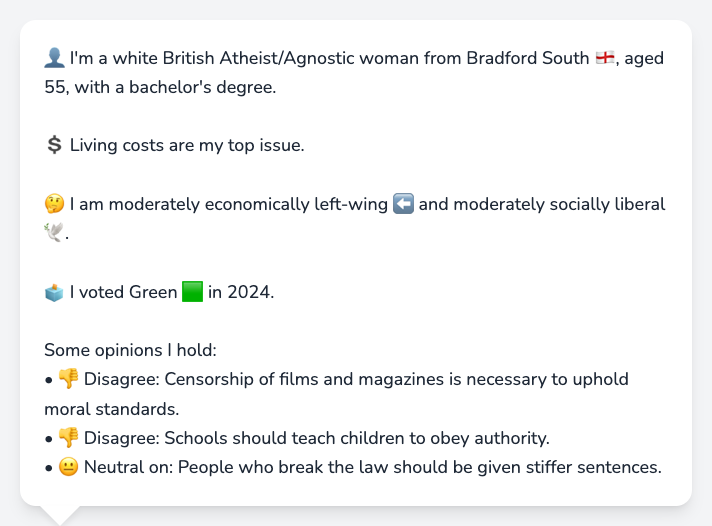 👤 I'm a white British Atheist/Agnostic woman from Bradford South 🏴󠁧󠁢󠁥󠁮󠁧󠁿, aged
55, with a bachelor's degree.
💲 Living costs are my top issue.
🤔 I am moderately economically left-wing ⬅️ and moderately socially liberal
🕊️.
🗳️ I voted Green 🟩 in 2024.
Some opinions I hold:
• 👎 Disagree: Censorship of films and magazines is necessary to uphold
moral standards.
• 👎 Disagree: Schools should teach children to obey authority.
• 😐 Neutral on: People who break the law should be given stiffer sentences.